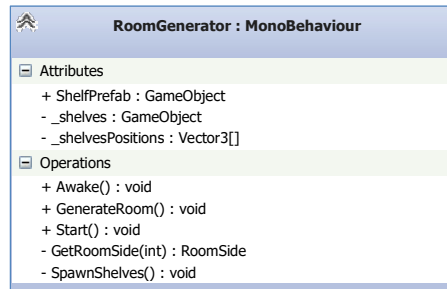 RoomGenerator : MonoBehaviour
Attributes
+ ShelfPrefab : GameObject
- _shelves : GameObject
- _shelvesPositions : Vector3[]
Operations
+ Awake() : void
+ GenerateRoom() : void
+ Start() : void
- GetRoomSide(int) : RoomSide
- SpawnShelves() : void